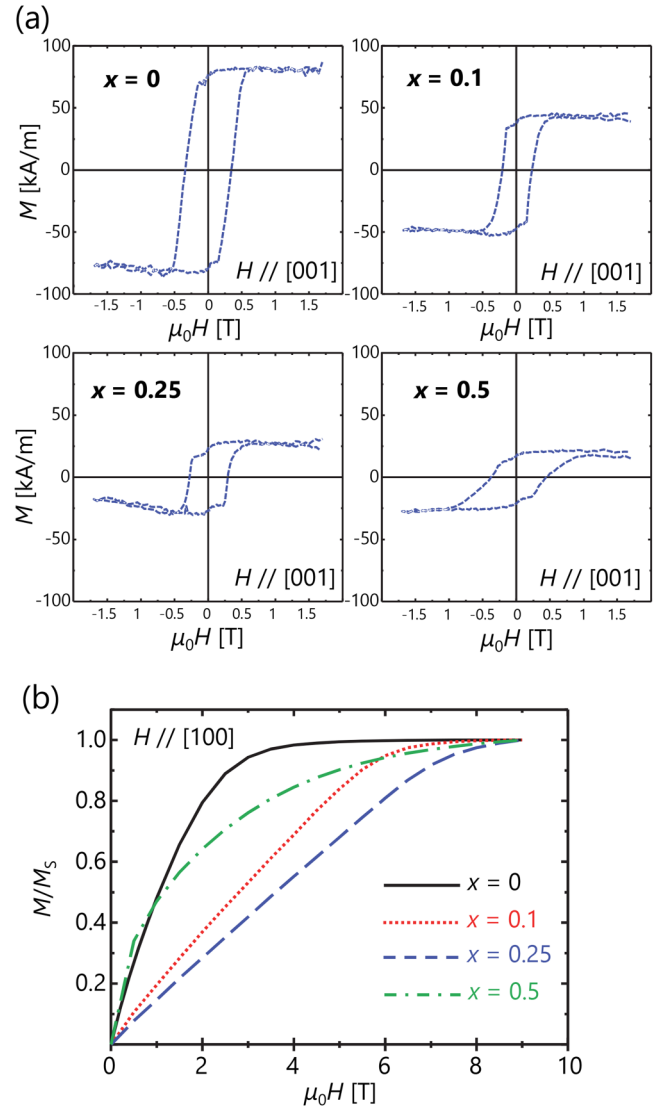 (a)
x = 0
x = 0.1
M [kA/m]
100
50
0
-50
-100
100
50
0
-50
-100
H // [001]
H // [001]
-1.5 1 -0.5 0 0.5 1 1.5
-1.5 1 -0.5 0 0.5 1 1.5
μ0H [T]
μ0H [T]
x = 0.25
x = 0.5
M [kA/m]
100
50
0
-50
-100
100
50
0
-50
-100
H // [001]
H // [001]
-1.5 1 -0.5 0 0.5 1 1.5
-1.5 1 -0.5 0 0.5 1 1.5
μ0H [T]
μ0H [T]
(b)
H // [100]
M/MS
1.0
0.8
0.6
0.4
0.2
x = 0
x = 0.1
x = 0.25
x = 0.5
0 2 4 6 8 10
μ0H [T]